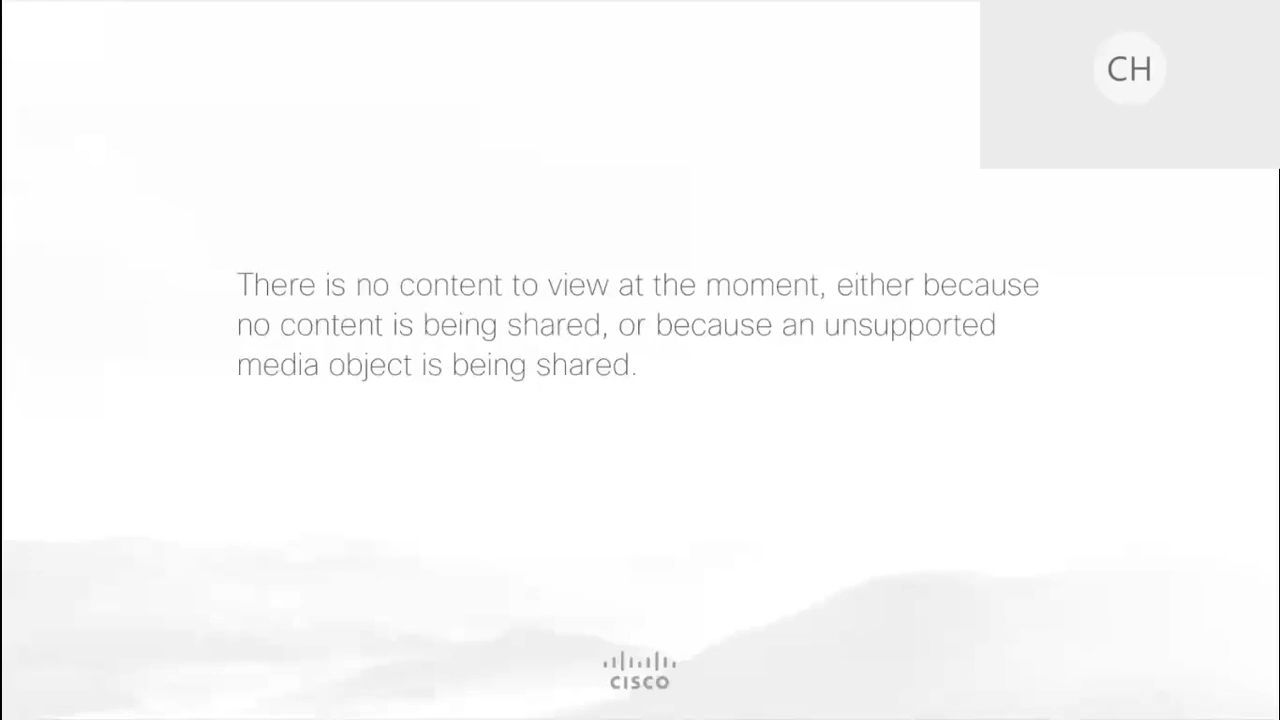 CH
There is no content to view at the moment, either because
no content is being shared, or because an unsupported
media object is being shared.
CISCO